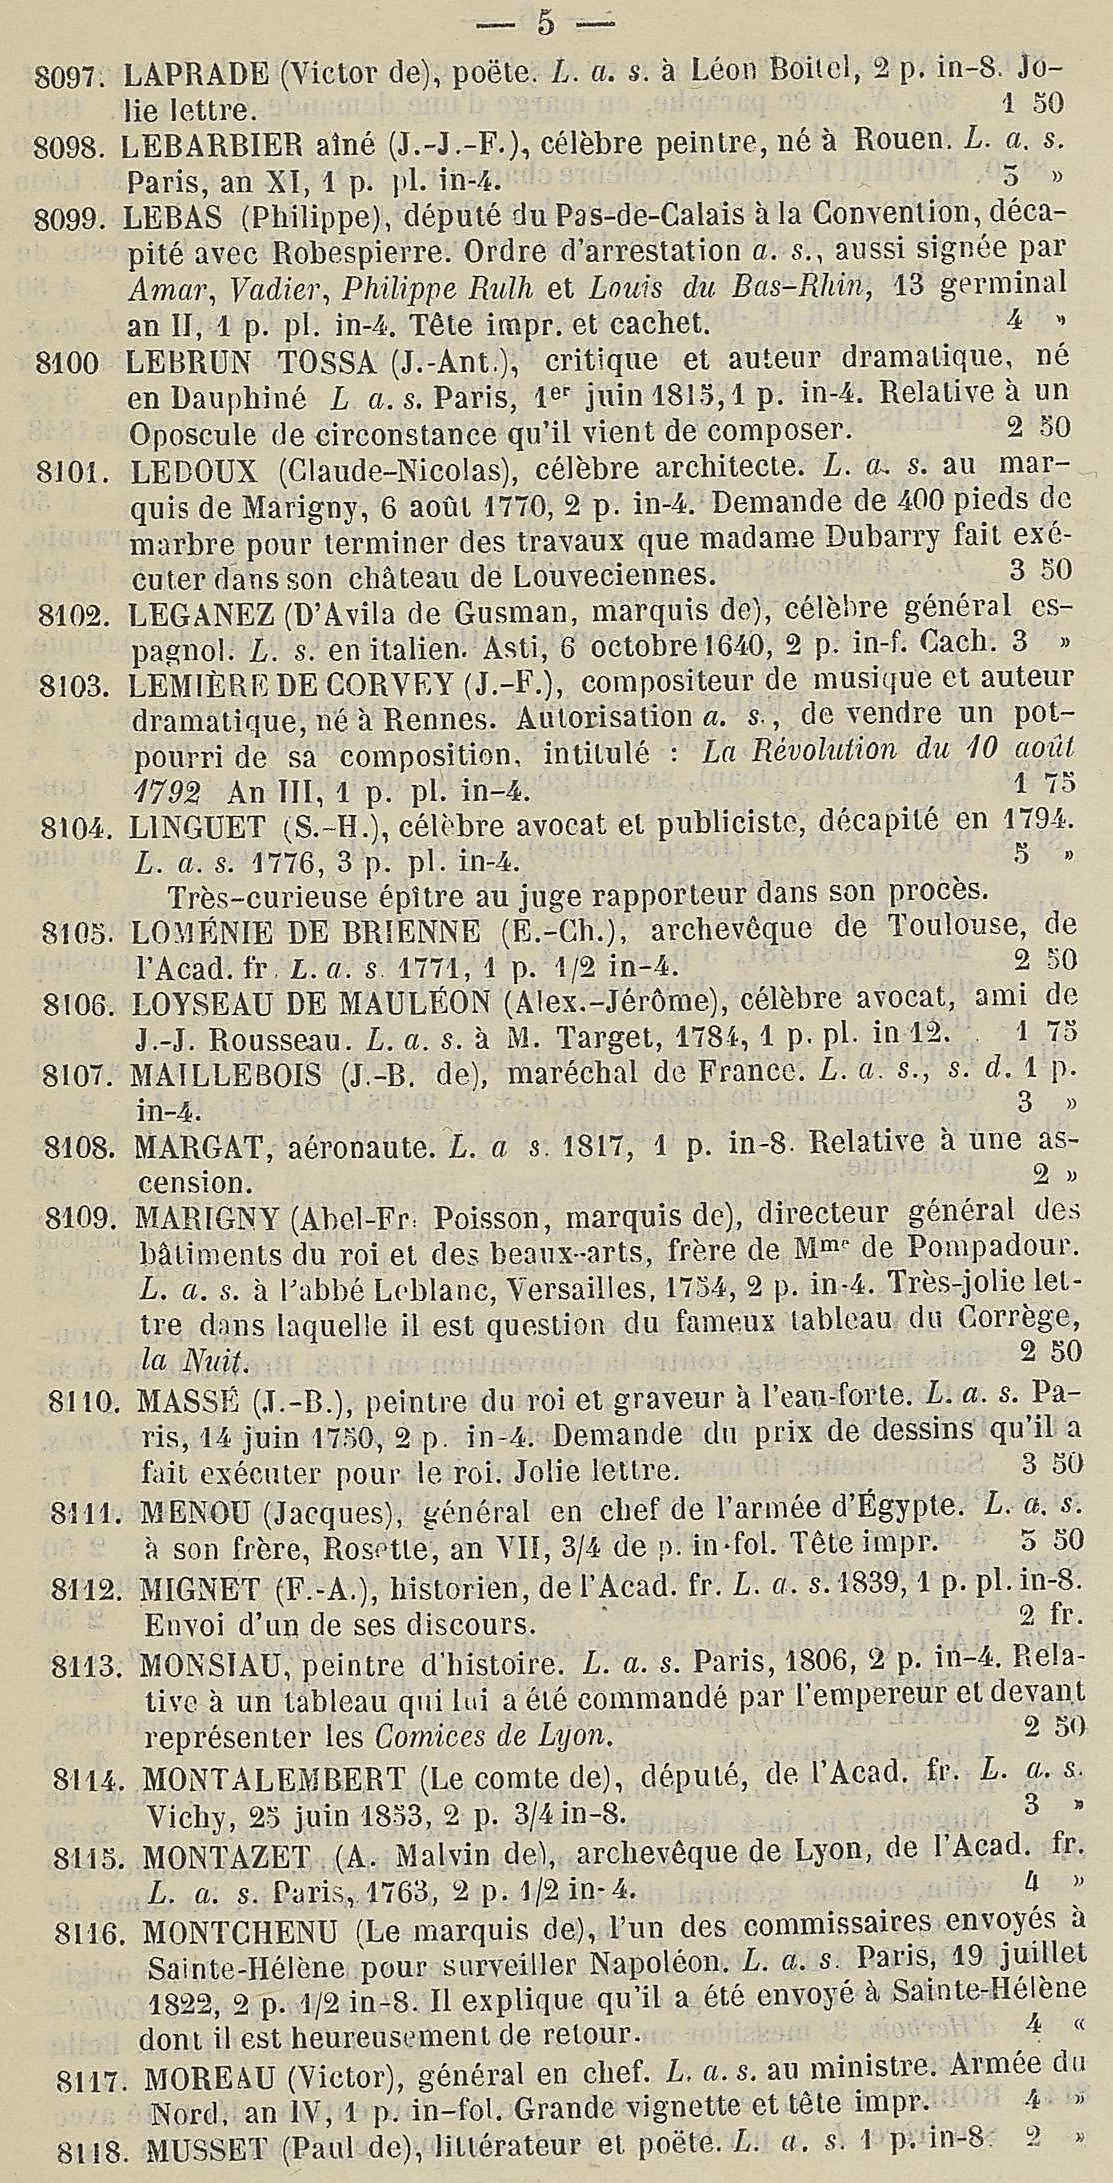 — 5 —
8097. LAPRADE (Victor de), poëte. L. a. s. à Léon Boitel, 2 p. in-8. Jo-
lie lettre. 1 50
8098. LEBARBIER aîné (J.-J.-F.), célèbre peintre, né à Rouen. L. a. s.
Paris, an XI, 1 p. pl. in-4. 3 »
8099. LEBAS (Philippe), député du Pas-de-Calais à la Convention, déca-
pité avec Robespierre. Ordre d'arrestation a. s., aussi signée par
Amar, Vadier, Philippe Rulh et Louis du Bas-Rhin, 13 germinal
an II, 1 p. pl. in-4. Tête impr. et cachet. 4 »
8100 LEBRUN TOSSA (J.-Ant.), critique et auteur dramatique, né
en Dauphiné L a. s. Paris, 1er juin 1815, 1 p. in-4. Relative à un
Oposcule de circonstance qu'il vient de composer. 2 50
8101. LEDOUX (Claude-Nicolas), célèbre architecte. L. a. s. au mar-
quis de Marigny, 6 août 1770, 2 p. in-4. Demande de 400 pieds de
marbre pour terminer des travaux que madame Dubarry fait exé-
cuter dans son château de Louveciennes. 3 50
8102. LEGANEZ (D'Avila de Gusman, marquis de), célèbre général es-
pagnol. L. s. en italien. Asti, 6 octobre 1640, 2 p. in-f. Cach. 3 »
8103. LEMIÈRE DE CORVEY (J.-F.), compositeur de musique et auteur
dramatique, né à Rennes. Autorisation a. s., de vendre un pot-
pourri de sa composition, intitulé : La Révolution du 10 août
1792 An III, 1 p. pl. in-4. 1 75
8104. LINGUET (S.-H.), célèbre avocat et publiciste, décapité en 1794.
L. a. s. 1776, 3 p. pl. in-4. 5 »
Très-curieuse épître au juge rapporteur dans son procès.
8105. LOMÉNIE DE BRIENNE (E.-Ch.), archevêque de Toulouse, de
l'Acad. fr. L. a. s. 1771, 1 p. 1/2 in-4. 2 50
8106. LOYSEAU DE MAULÉON (Alex.-Jérôme), célèbre avocat, ami de
J.-J. Rousseau. L. a. s. à M. Target, 1784, 1 p. pl. in 12. 1 75
8107. MAILLEBOIS (J.-B. de), maréchal de France. L. a. s., s. d. 1 p.
in-4. 3 »
8108. MARGAT, aéronaute. L. a s. 1817, 1 p. in-8. Relative à une as-
cension. 2 »
8109. MARIGNY (Abel-Fr. Poisson, marquis de), directeur général des
bâtiments du roi et des beaux-arts, frère de Mme de Pompadour.
L. a. s. à l'abbé Leblanc, Versailles, 1754, 2 p. in-4. Très-jolie let-
tre dans laquelle il est question du fameux tableau du Corrège,
la Nuit. 2 50
8110. MASSÉ (J.-B.), peintre du roi et graveur à l'eau-forte. L. a. s. Pa-
ris, 14 juin 1750, 2 p. in-4. Demande du prix de dessins qu'il a
fait exécuter pour le roi. Jolie lettre. 3 50
8111. MENOU (Jacques), général en chef de l'armée d'Égypte. L. a. s.
à son frère, Rosette, an VII, 3/4 de p. in-fol. Tête impr. 3 50
8112. MIGNET (F.-A.), historien, de l'Acad. fr. L. a. s. 1839, 1 p. pl. in-8.
Envoi d'un de ses discours. 2 fr.
8113. MONSIAU, peintre d'histoire. L. a. s. Paris, 1806, 2 p. in-4. Rela-
tive à un tableau qui lui a été commandé par l'empereur et devant
représenter les Comices de Lyon. 2 50
8114. MONTALEMBERT (Le comte de), député, de l'Acad. fr. L. a. s.
Vichy, 25 juin 1853, 2 p. 3/4 in-8. 3 »
8115. MONTAZET (A. Malvin de), archevêque de Lyon, de l'Acad. fr.
L. a. s. Paris, 1763, 2 p. 1/2 in-4. 4 »
8116. MONTCHENU (Le marquis de), l'un des commissaires envoyés à
Sainte-Hélène pour surveiller Napoléon. L. a. s. Paris, 19 juillet
1822, 2 p. 1/2 in-8. Il explique qu'il a été envoyé à Sainte-Hélène
dont il est heureusement de retour. 4 «
8117. MOREAU (Victor), général en chef. L. a. s. au ministre. Armée du
Nord, an IV, 1 p. in-fol. Grande vignette et tête impr. 4 »
8118. MUSSET (Paul de), littérateur et poëte. L. a. s. 1 p. in-8. 2 »